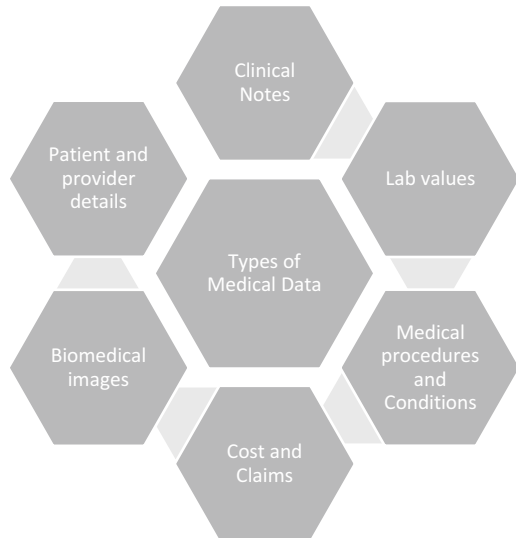 Clinical
Notes
Patient and
provider
details
Lab values
Types of
Medical Data
Biomedical
images
Medical
procedures
and
Conditions
Cost and
Claims